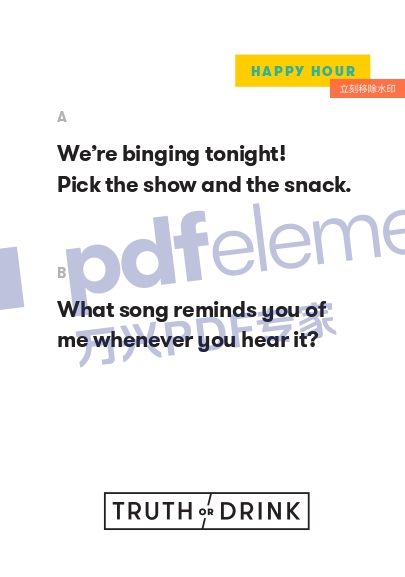 HAPPY HOUR
立刻移除水印
A
We’re binging tonight!
Pick the show and the snack.
pdfeleme
B
What song reminds you of
me whenever you hear it?
万兴PDF专家
TRUTH OR DRINK